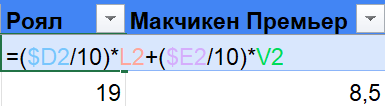 Роял Макчикен Премьер
=($D2/10)*L2+($E2/10)*V2
19 8,5